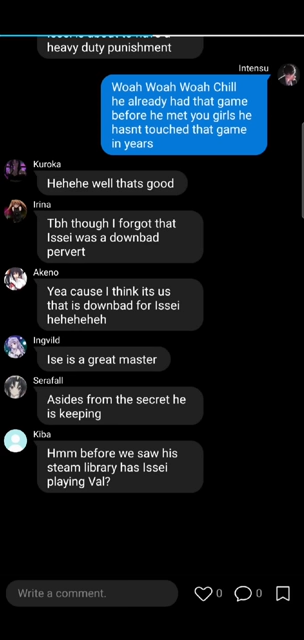 heavy duty punishment
Intensu
Woah Woah Woah Chill
he already had that game
before he met you girls he
hasnt touched that game
in years
Kuroka
Hehehe well thats good
Irina
Tbh though I forgot that
Issei was a downbad
pervert
Akeno
Yea cause I think its us
that is downbad for Issei
heheheheh
Ingvild
Ise is a great master
Serafall
Asides from the secret he
is keeping
Kiba
Hmm before we saw his
steam library has Issei
playing Val?
Write a comment.
0
0